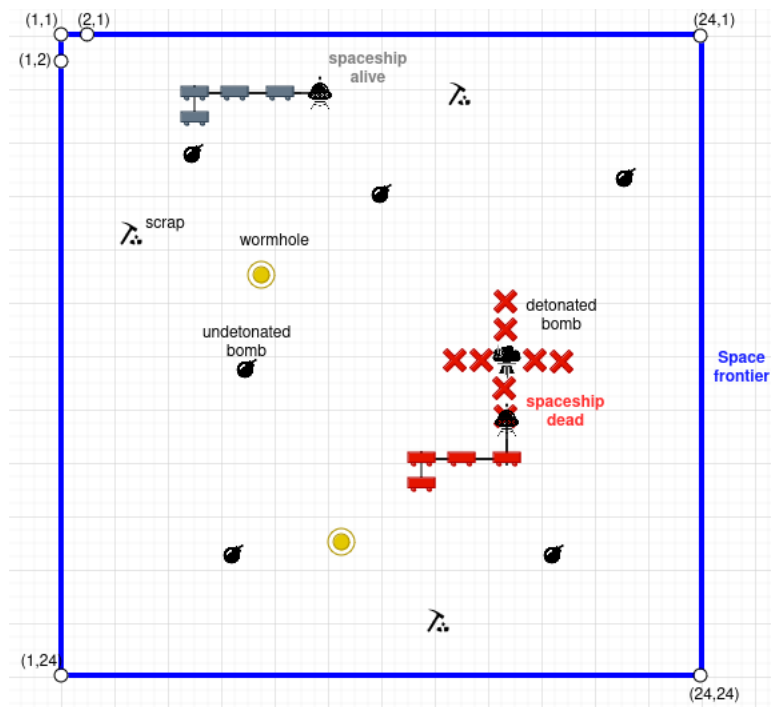 (1,1)
(2,1)
(24,1)
(1,2)
spaceship
alive
scrap
wormhole
detonated
bomb
undetonated
bomb
Space
frontier
spaceship
dead
(1,24)
(24,24)